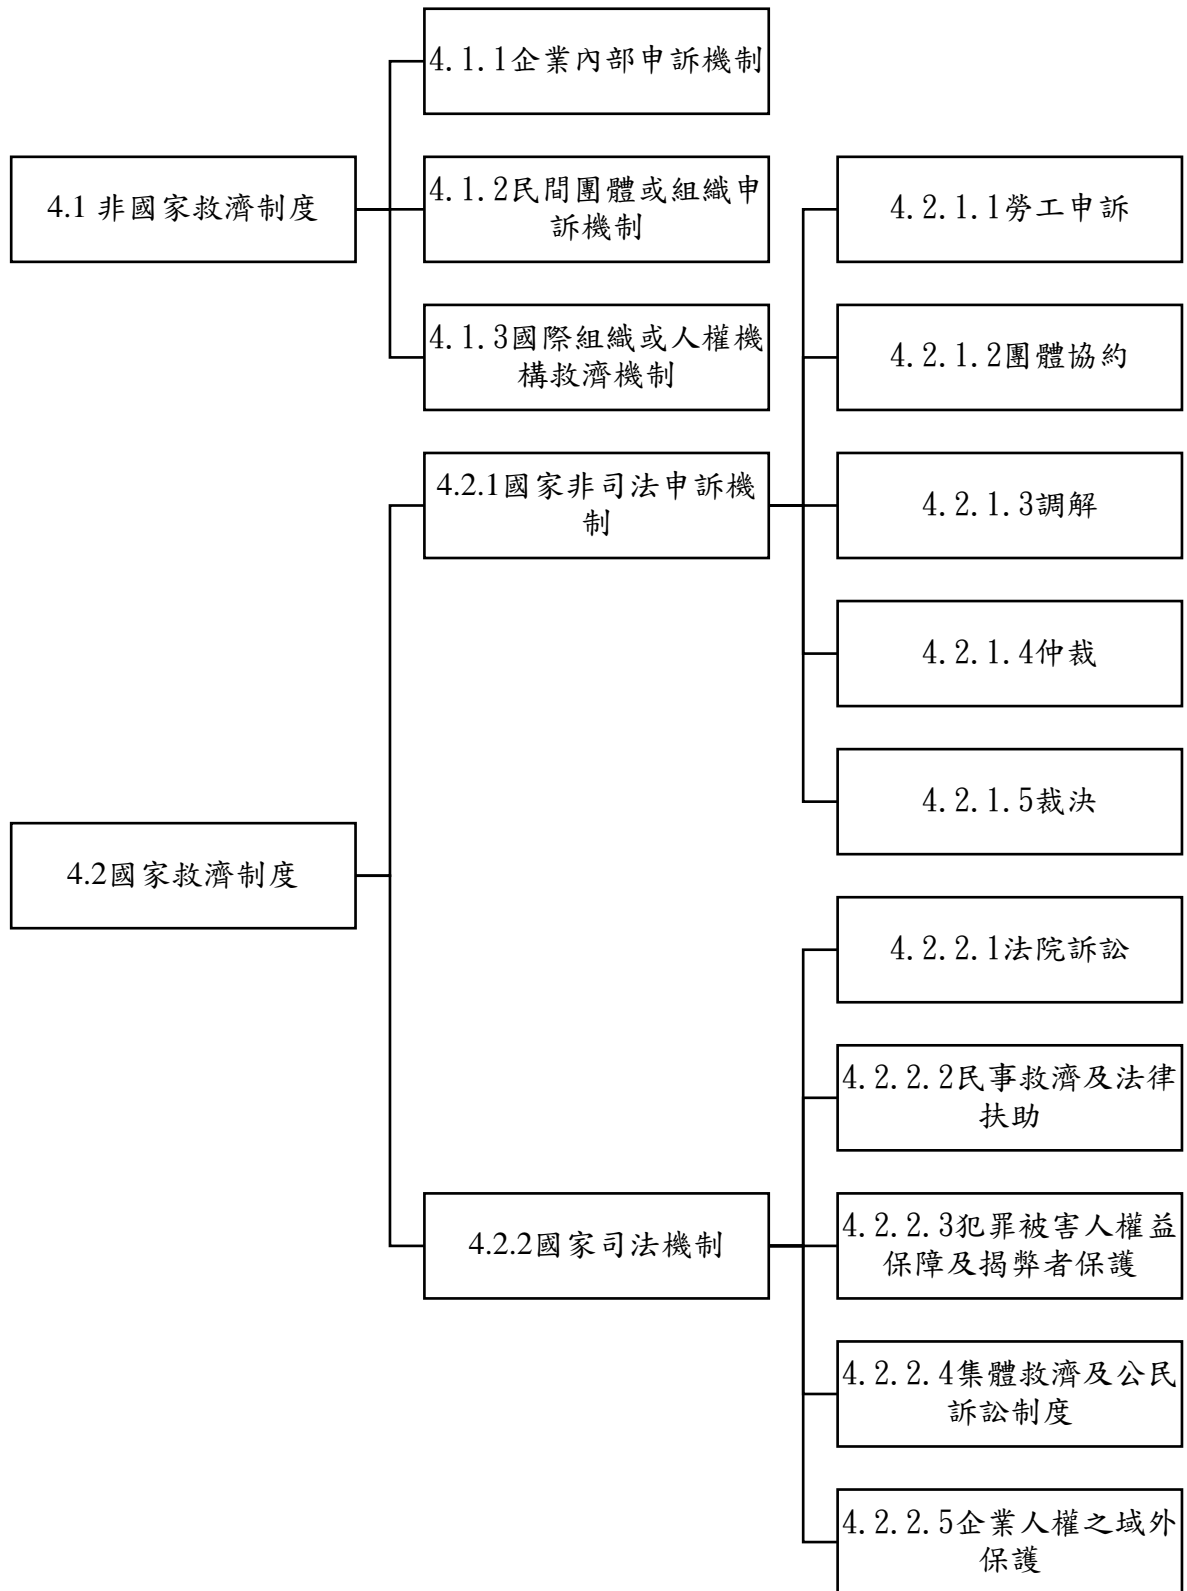 4.1 非國家救濟制度
4.1.1企業內部申訴機制
4.1.2民間團體或組織申
訴機制
4.1.3國際組織或人權機
構救濟機制
4.2國家救濟制度
4.2.1國家非司法申訴機
制
4.2.1.1勞工申訴
4.2.1.2團體協約
4.2.1.3調解
4.2.1.4仲裁
4.2.1.5裁決
4.2.2國家司法機制
4.2.2.1法院訴訟
4.2.2.2民事救濟及法律
扶助
4.2.2.3犯罪被害人權益
保障及揭弊者保護
4.2.2.4集體救濟及公民
訴訟制度
4.2.2.5企業人權之域外
保護